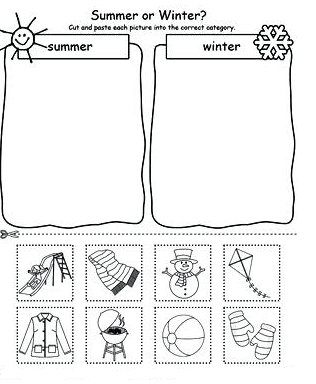 Summer or Winter?
Cut and paste each picture into the correct category.
summer
winter